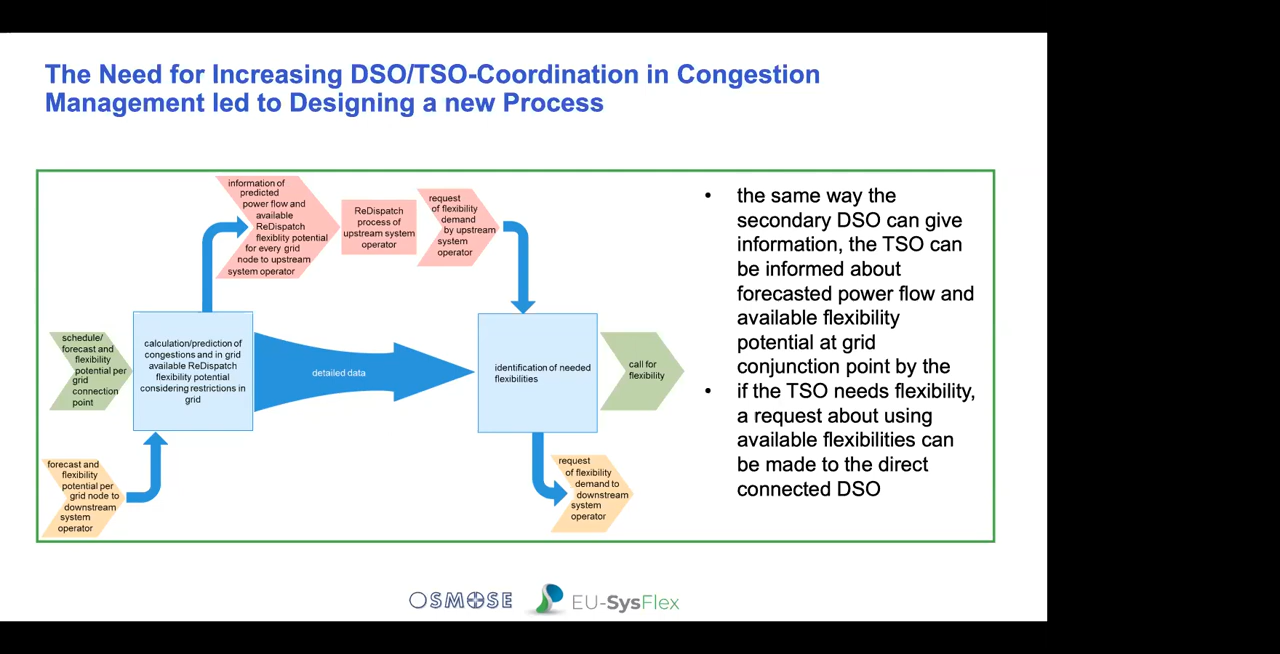 The Need for Increasing DSO/TSO-Coordination in Congestion
Management led to Designing a new Process
information of
predicted
power flow and
available
ReDispatch
flexiblity potential
for every grid
node to upstream
system operator
ReDispatch
process of
upstream system
operator
request
of flexibility
demand
by upstream
system
operator
schedule/
forecast and
flexibility
potential per
grid
connection
point
calculation/prediction of
congestions and in grid
available ReDispatch
flexibility potential
considering restrictions in
grid
detailed data
identification of needed
flexibilities
call for
flexibility
forecast and
flexibility
potential per
grid node to
downstream
system
operator
request
of flexibility
demand to
downstream
system
operator
• the same way the
secondary DSO can give
information, the TSO can
be informed about
forecasted power flow and
available flexibility
potential at grid
conjunction point by the
• if the TSO needs flexibility,
a request about using
available flexibilities can
be made to the direct
connected DSO
OSMOSE
EU-SysFlex